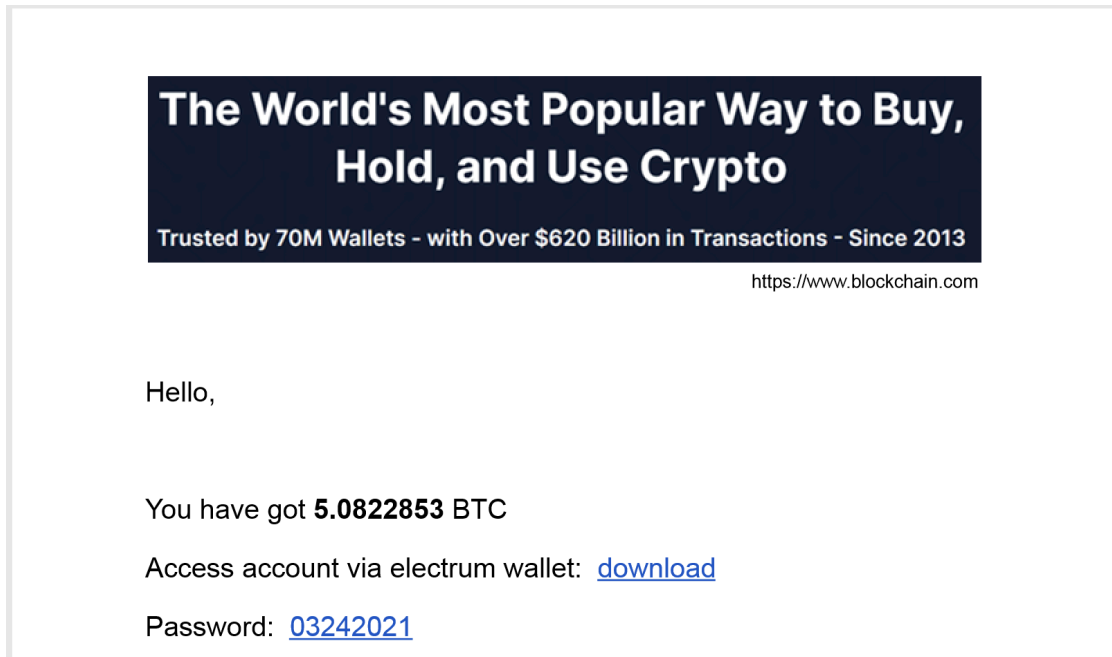 The World's Most Popular Way to Buy,
Hold, and Use Crypto
Trusted by 70M Wallets - with Over $620 Billion in Transactions - Since 2013
https://www.blockchain.com
Hello,
You have got 5.0822853 BTC
Access account via electrum wallet: download
Password: 03242021